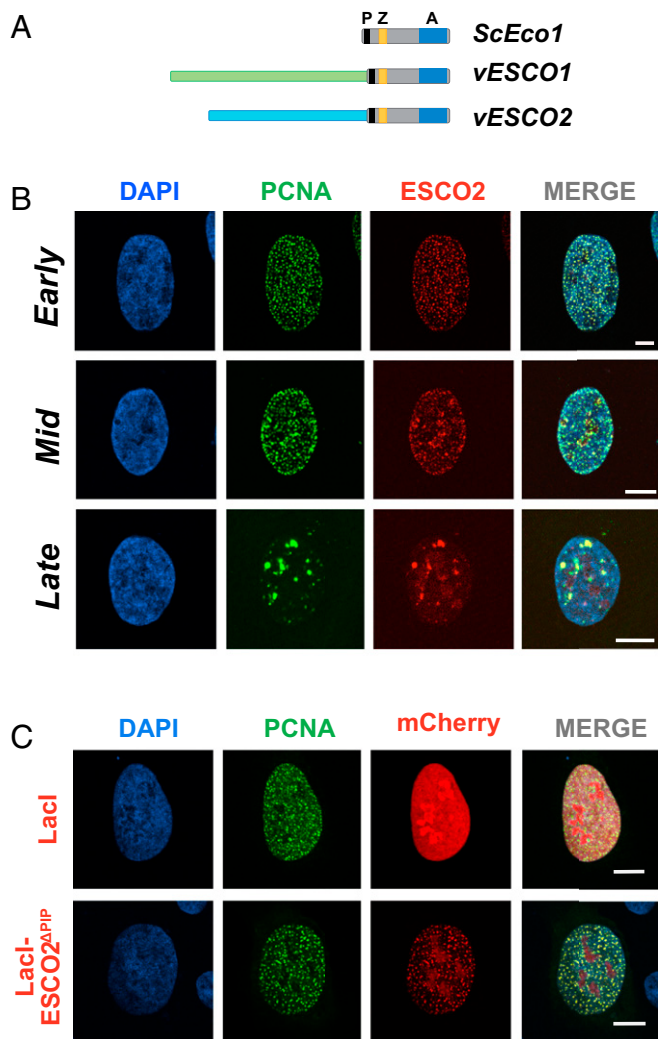 A
P Z A
ScEco1
vESCO1
vESCO2
B
DAPI PCNA ESCO2 MERGE
Early
Mid
Late
C
DAPI PCNA mCherry MERGE
LacI
LacI-
ESCO2ΔPIP